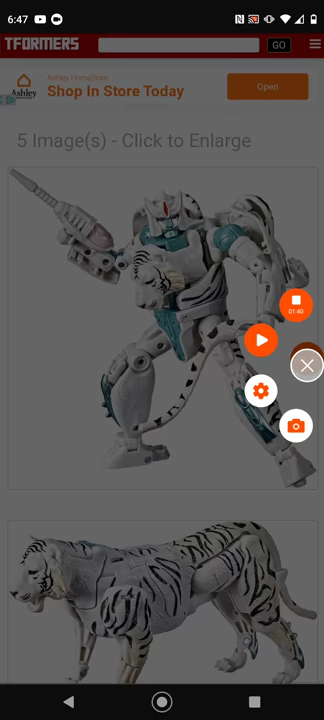 6:47
TFORMERS
GO
Ashley HomeStore
Shop In Store Today
Ashley
Open
5 Image(s) - Click to Enlarge
01:40